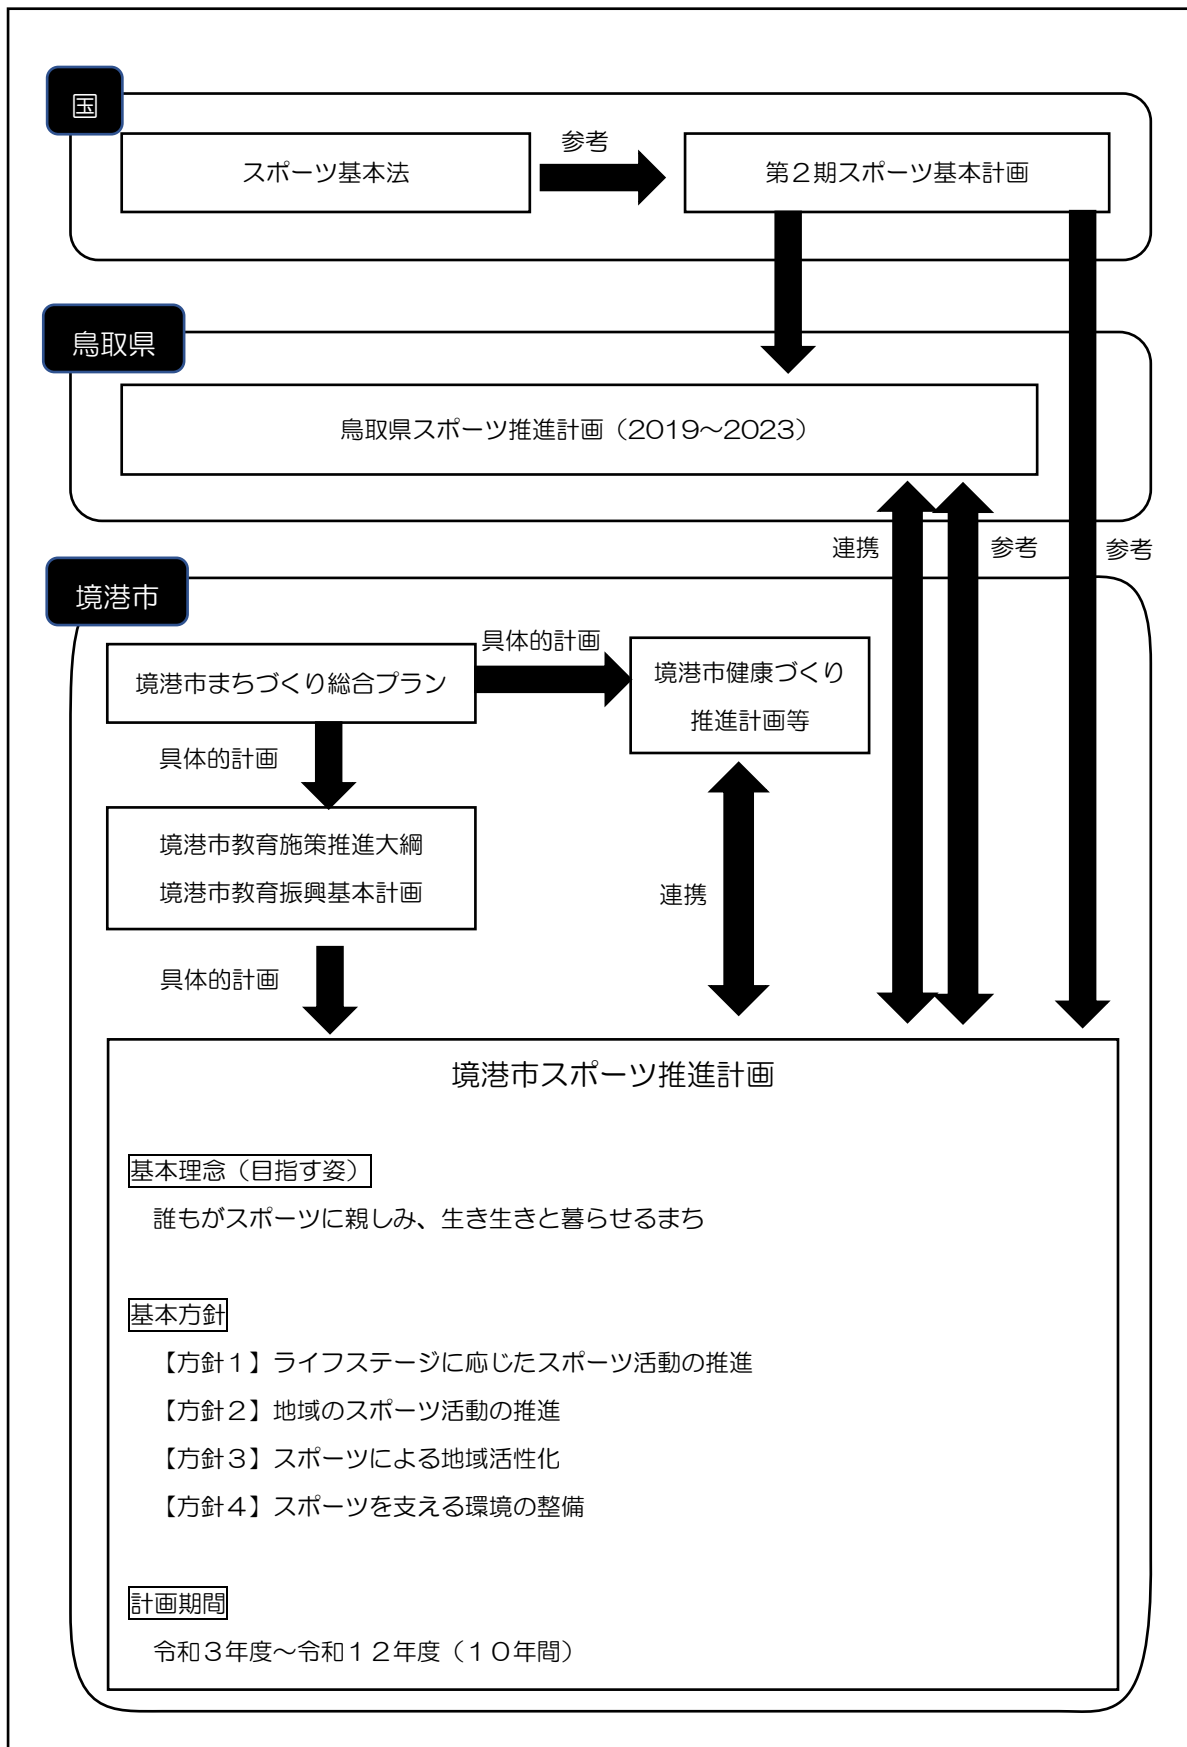 国
スポーツ基本法
参考
第２期スポーツ基本計画
鳥取県
鳥取県スポーツ推進計画（2019～2023）
連携
参考
参考
境港市
境港市まちづくり総合プラン
具体的計画
境港市健康づくり
推進計画等
具体的計画
境港市教育施策推進大綱
境港市教育振興基本計画
連携
具体的計画
境港市スポーツ推進計画
基本理念（目指す姿）
誰もがスポーツに親しみ、生き生きと暮らせるまち
基本方針
【方針１】ライフステージに応じたスポーツ活動の推進
【方針２】地域のスポーツ活動の推進
【方針３】スポーツによる地域活性化
【方針４】スポーツを支える環境の整備
計画期間
令和３年度～令和１２年度（１０年間）